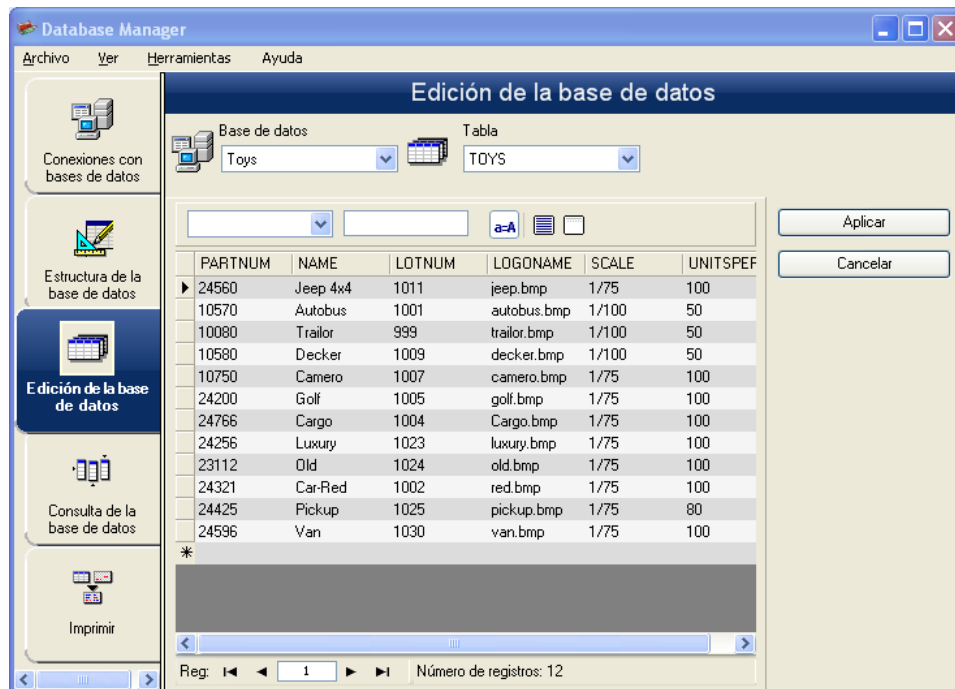 Database Manager
Archivo Ver Herramientas Ayuda
Conexiones con
bases de datos
Estructura de la
base de datos
Edición de la base
de datos
Consulta de la
base de datos
Imprimir
Edición de la base de datos
Base de datos
Toys
Tabla
TOYS
a=A
Aplicar
Cancelar
PARTNUM NAME LOTNUM LOGONAME SCALE UNITSPER
24560 Jeep 4x4 1011 jeep.bmp 1/75 100
10570 Autobus 1001 autobus.bmp 1/100 50
10080 Trailor 999 trailor.bmp 1/100 50
10580 Decker 1009 decker.bmp 1/100 50
10750 Camero 1007 camero.bmp 1/75 100
24200 Golf 1005 golf.bmp 1/75 100
24766 Cargo 1004 Cargo.bmp 1/75 100
24256 Luxury 1023 luxury.bmp 1/75 100
23112 Old 1024 old.bmp 1/75 100
24321 Car-Red 1002 red.bmp 1/75 100
24425 Pickup 1025 pickup.bmp 1/75 80
24596 Van 1030 van.bmp 1/75 100
Reg: 1 Número de registros: 12